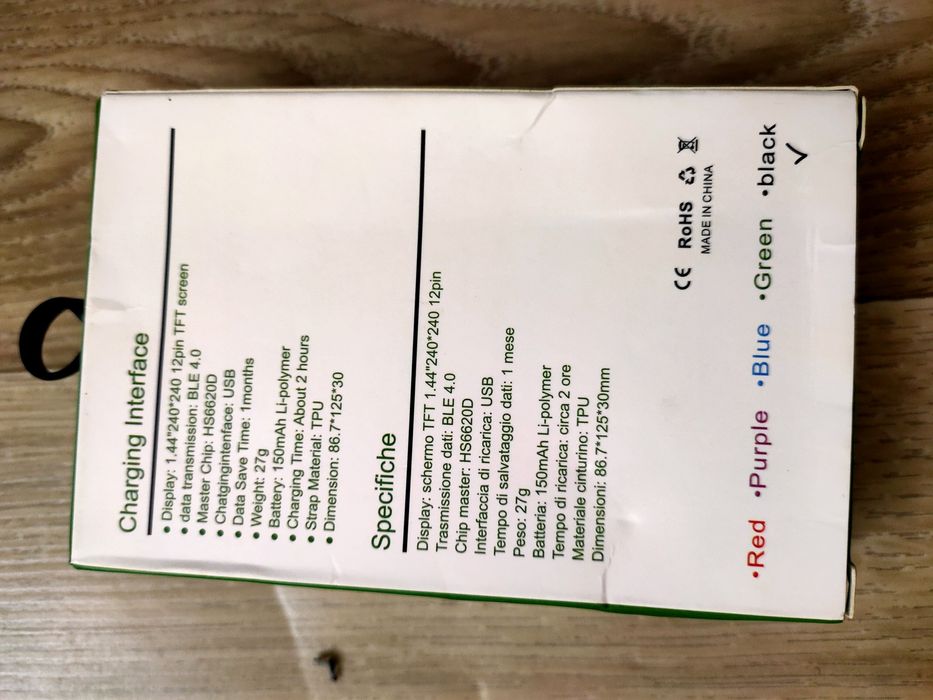 Charging Interface
• Display: 1.44"240*240 12pin TFT screen
• data transmission: BLE 4.0
• Master Chip: HS6620D
• Chatginginterface: USB
• Data Save Time: 1months
• Weight: 27g
• Battery: 150mAh Li-polymer
• Charging Time: About 2 hours
• Strap Material: TPU
• Dimension: 86.7*125*30
Specifiche
Display: schermo TFT 1.44"240*240 12pin
Trasmissione dati: BLE 4.0
Chip master: HS6620D
Interfaccia di ricarica: USB
Tempo di salvataggio dati: 1 mese
Peso: 27g
Batteria: 150mAh Li-polymer
Tempo di ricarica: circa 2 ore
Materiale cinturino: TPU
Dimensioni: 86.7*125*30mm
CE RoHS
MADE IN CHINA
•Red •Purple •Blue •Green •black